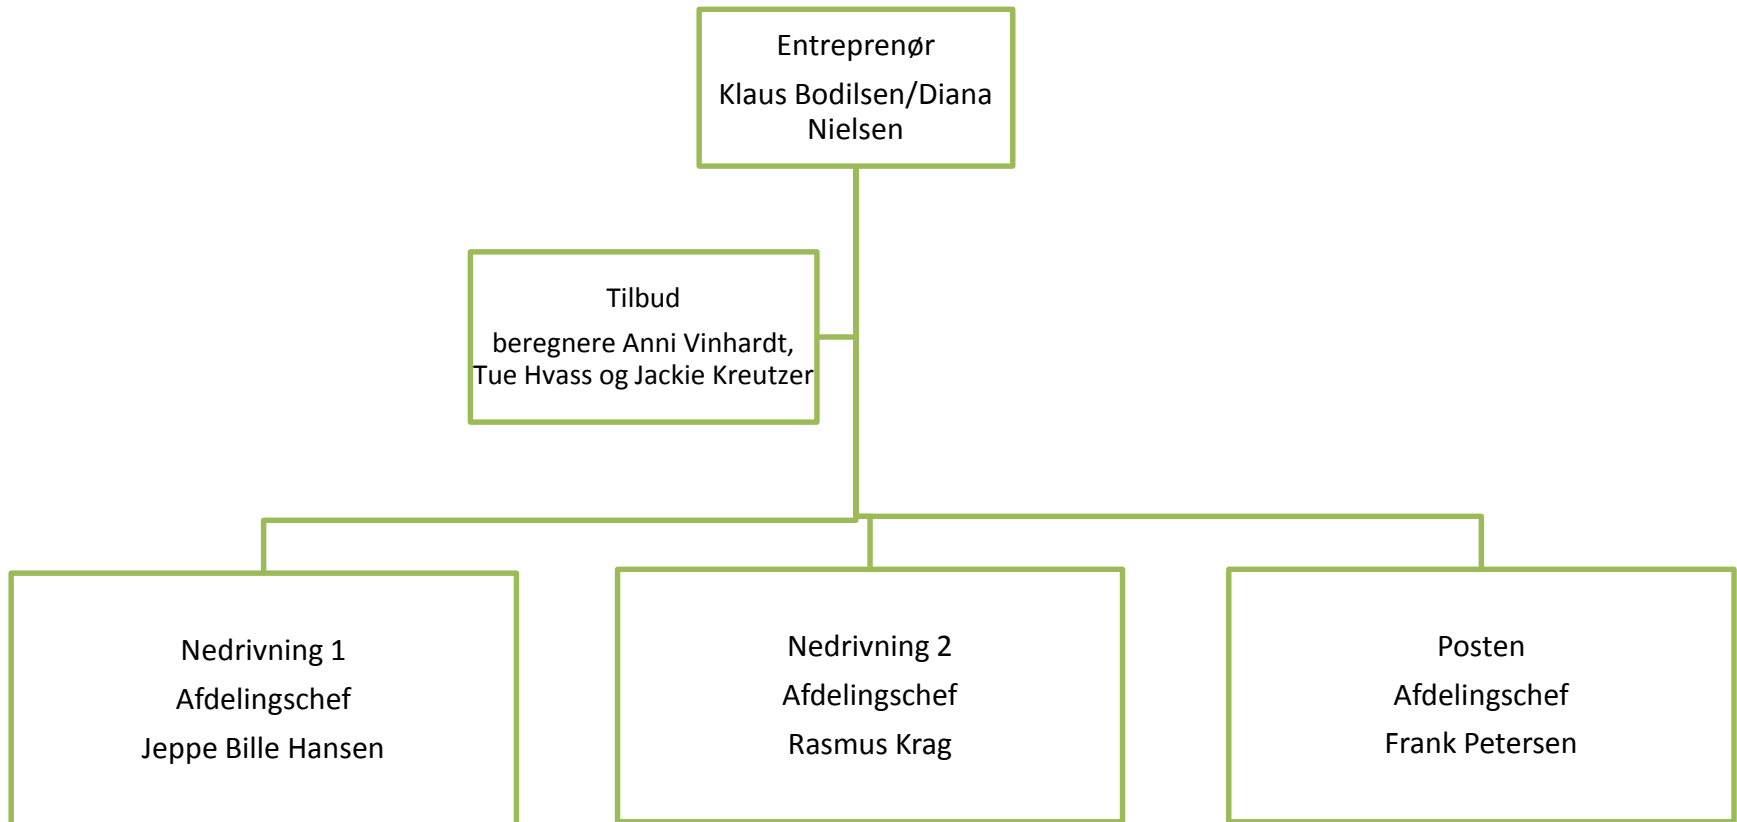 Entreprenør
Klaus Bodilsen/Diana
Nielsen
Tilbud
beregnere Anni Vinhardt,
Tue Hvass og Jackie Kreutzer
Nedrivning 1
Afdelingschef
Jeppe Bille Hansen
Nedrivning 2
Afdelingschef
Rasmus Krag
Posten
Afdelingschef
Frank Petersen